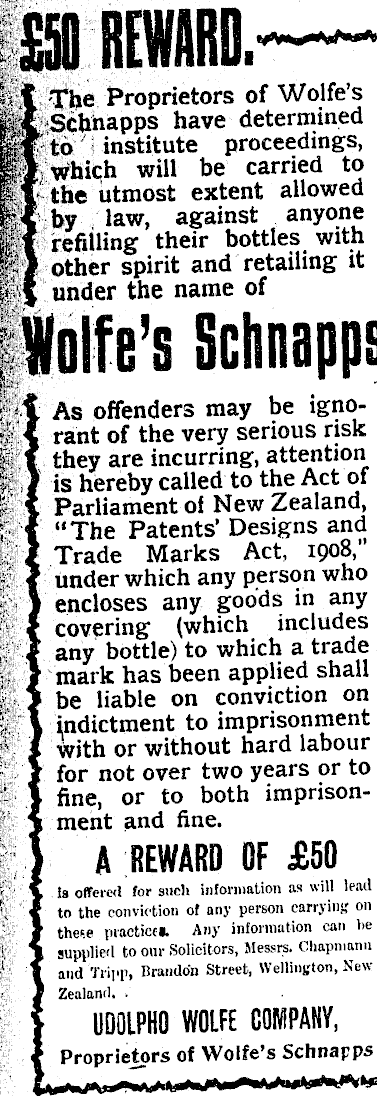 £50 REWARD.
The Proprietors of Wolfe's
Schnapps have determined
to institute proceedings,
which will be carried to
the utmost extent allowed
by law, against anyone
refilling their bottles with
other spirit and retailing it
under the name of
Wolfe's Schnapps
As offenders may be igno-
rant of the very serious risk
they are incurring, attention
is hereby called to the Act of
Parliament of New Zealand,
"The Patents' Designs and
Trade Marks Act, 1908,"
under which any person who
encloses any goods in any
covering (which includes
any bottle) to which a trade
mark has been applied shall
be liable on conviction on
indictment to imprisonment
with or without hard labour
for not over two years or to
fine, or to both imprison-
ment and fine.
A REWARD OF £50
Is offered for such information as will lead
to the conviction of any person carrying on
these practices. Any information can be
supplied to our Solicitors, Messrs. Chapmann
and Tripp, Brandon Street, Wellington, New
Zealand.
UDOLPHO WOLFE COMPANY,
Proprietors of Wolfe's Schnapps